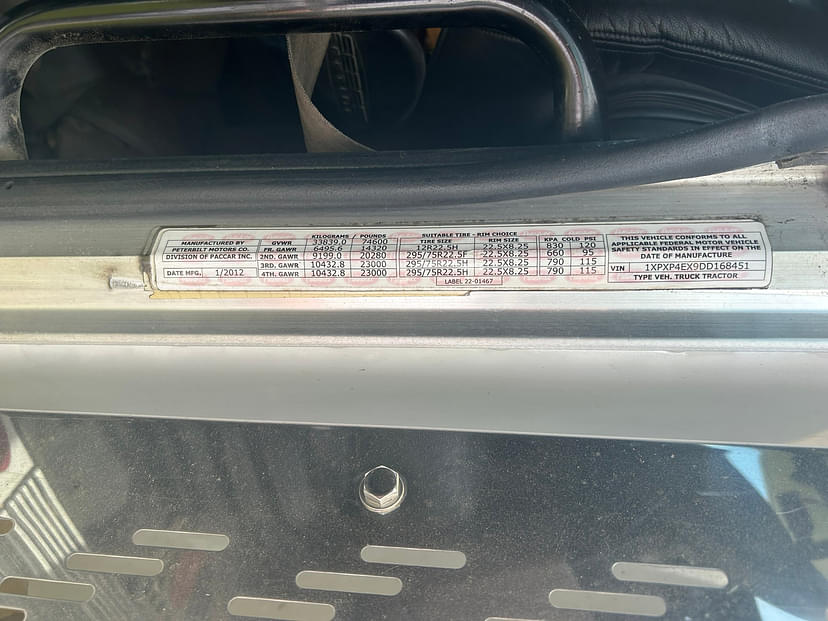 KILOGRAMS / POUNDS SUITABLE TIRE - RIM CHOICE
MANUFACTURED BY GVWR 33839.0 74600 TIRE SIZE RIM SIZE KPA COLD PSI THIS VEHICLE CONFORMS TO ALL
PETERBILT MOTORS CO. FR. GAWR 6495.6 14320 12R22.5H 22.5X8.25 830 120 APPLICABLE FEDERAL MOTOR VEHICLE
DIVISION OF PACCAR INC. 2ND. GAWR 9199.0 20280 295/75R22.5F 22.5X8.25 660 95 SAFETY STANDARDS IN EFFECT ON THE
3RD. GAWR 10432.8 23000 295/75R22.5H 22.5X8.25 790 115 DATE OF MANUFACTURE
DATE MFG. 1/2012 4TH. GAWR 10432.8 23000 295/75R22.5H 22.5X8.25 790 115 VIN 1XPXP4EX9DD168451
LABEL 22-01467 TYPE VEH. TRUCK TRACTOR